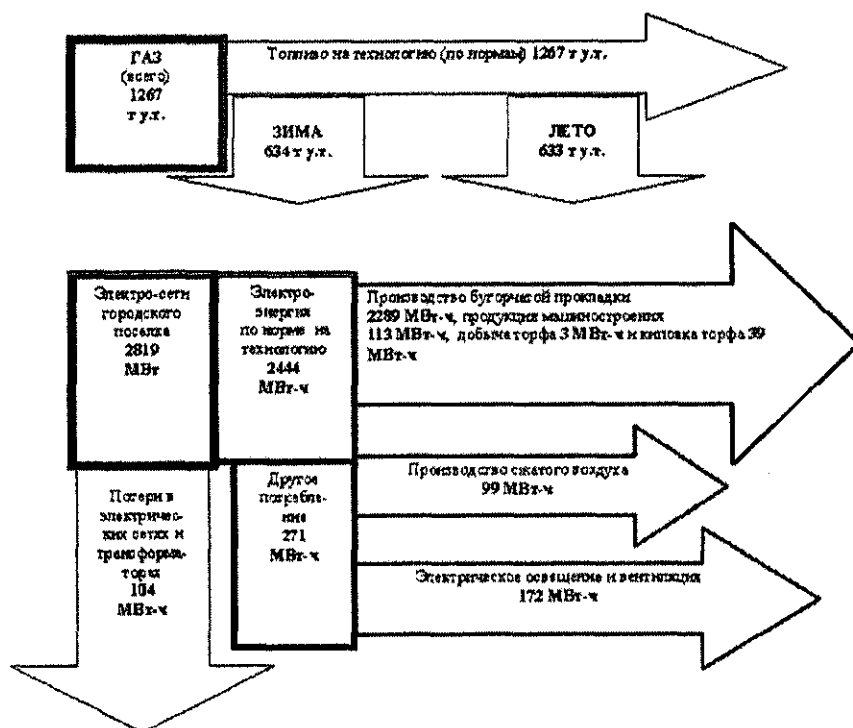 ГАЗ
(всего)
1267
т у.т.
Топливо на технологию (по нормам) 1267 т у.т.
ЗИМА
634 т у.т.
ЛЕТО
633 т у.т.
Электро-сети
городского
поселка
2819
МВт
Электро-
энергия
по норме на
технологию
2444
МВт-ч
Производство бугорчатой прокладки
2289 МВт-ч, продукция машиностроения
113 МВт-ч, добыча торфа 3 МВт-ч и киповка торфа 39
МВт-ч
Потери в
электричес-
ких сетях и
трансформа-
торах
104
МВт-ч
Другое
потребле-
ние
271
МВт-ч
Производство сжатого воздуха
99 МВт-ч
Электрическое освещение и вентиляция
172 МВт-ч